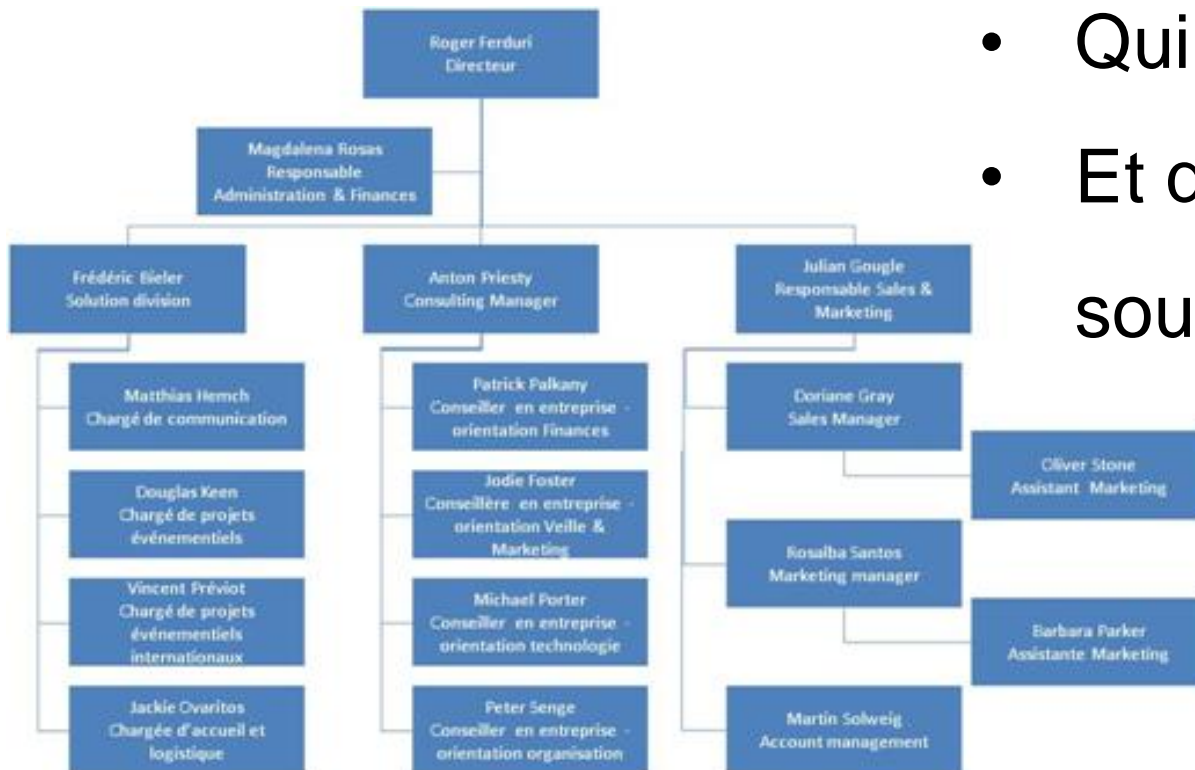 Roger Ferduri
Directeur
Magdalena Rosas
Responsable
Administration & Finances
Frédéric Bieler
Solution division
Matthias Hemch
Chargé de communication
Douglas Keen
Chargé de projets
événementiels
Vincent Préviot
Chargé de projets
événementiels
internationaux
Jackie Ovaritos
Chargée d'accueil et
logistique
Anton Priesty
Consulting Manager
Patrick Palkany
Conseiller en entreprise -
orientation Finances
Jodie Foster
Conseillère en entreprise -
orientation Veille &
Marketing
Michael Porter
Conseiller en entreprise -
orientation technologie
Peter Senge
Conseiller en entreprise -
orientation organisation
Julian Gougle
Responsable Sales &
Marketing
Doriane Gray
Sales Manager
Oliver Stone
Assistant Marketing
Rosalba Santos
Marketing manager
Barbara Parker
Assistante Marketing
Martin Solweig
Account management
• Qui
• Et
sou